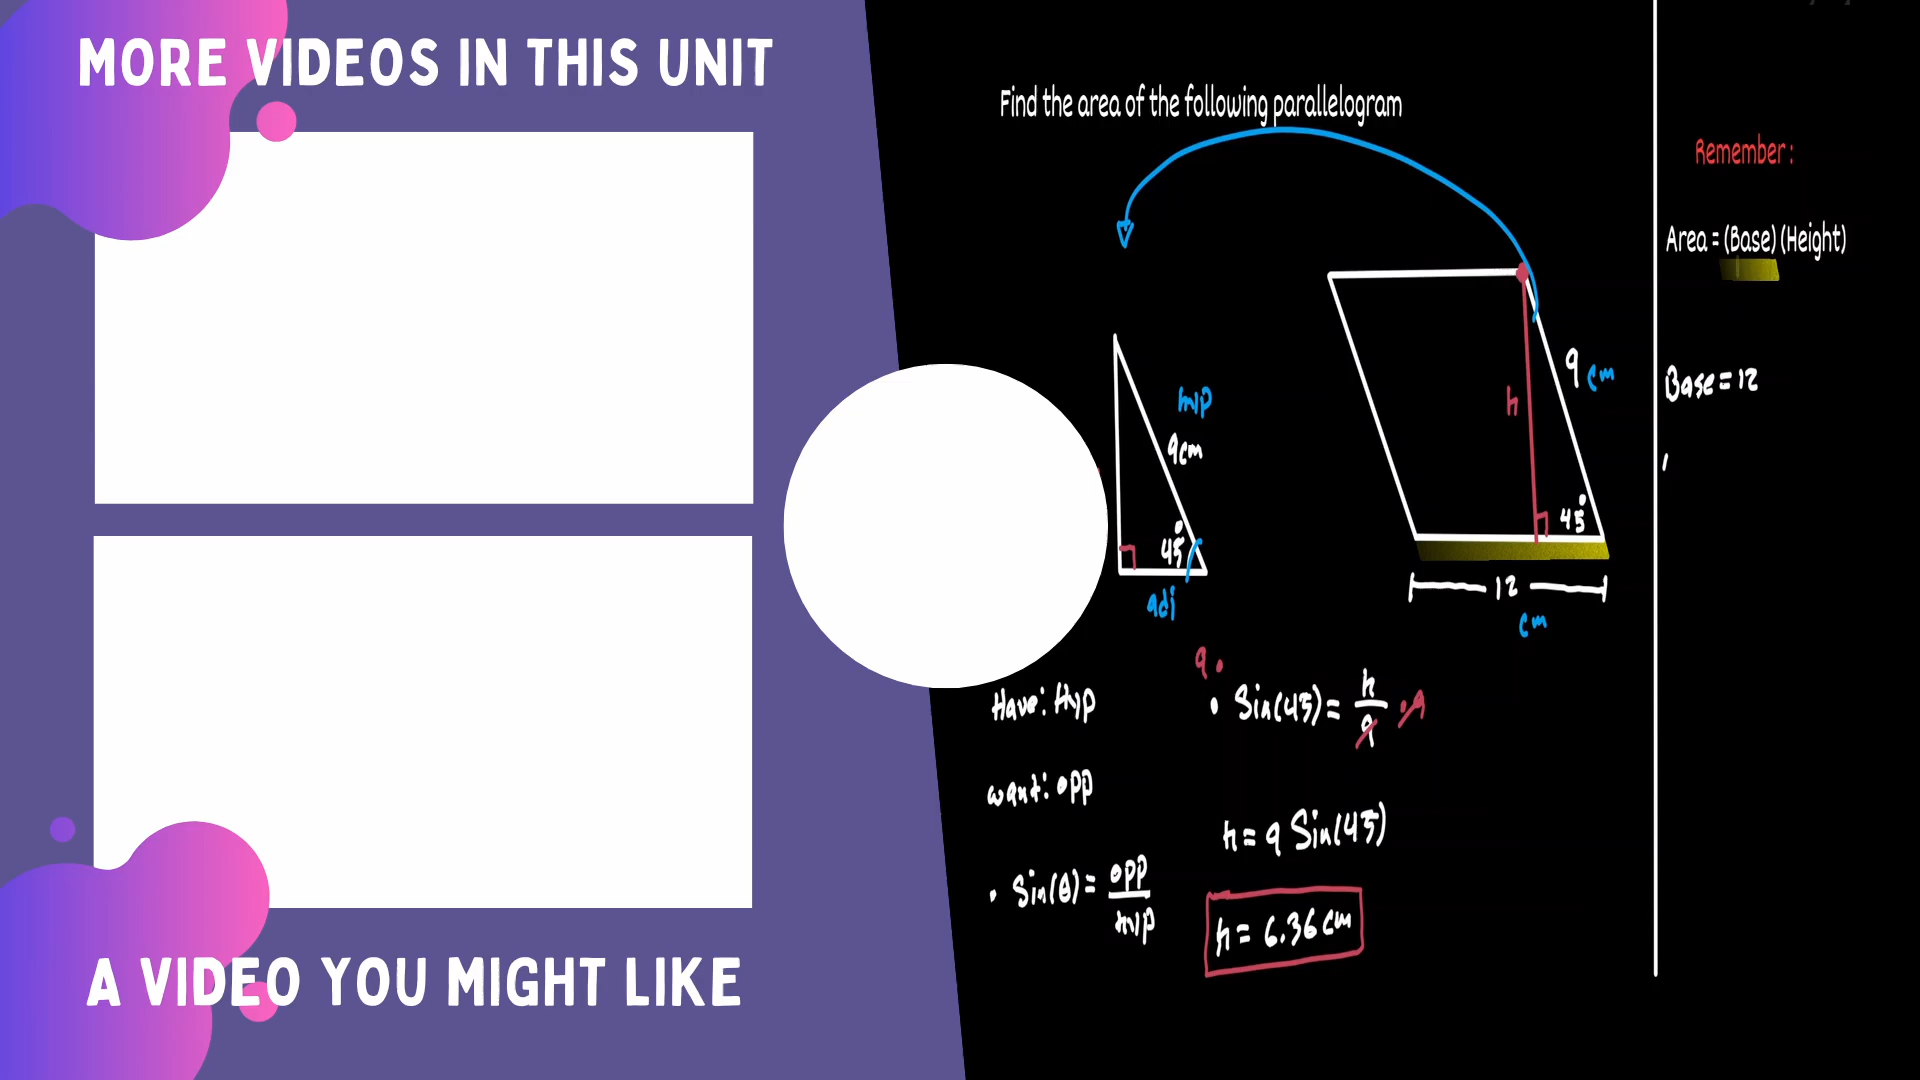 MORE VIDEOS IN THIS UNIT
A VIDEO YOU MIGHT LIKE
Find the area of the following parallelogram
hyp
9cm
45°
adj
h
9 cm
45°
12
cm
Have: Hyp
want: opp
• Sin(θ) = opp/hyp
9 •
• Sin(45) = h/9 • 9
h = 9 Sin(45)
h = 6.36 cm
Remember :
Area = (Base) (Height)
Base = 12